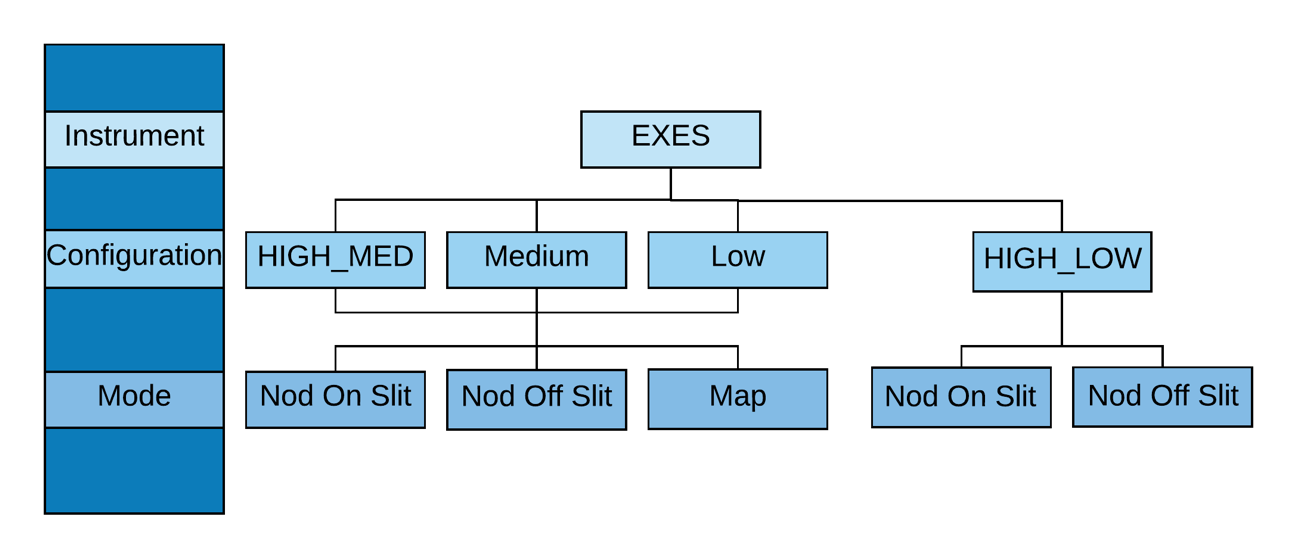 Instrument
EXES
Configuration
HIGH_MED
Medium
Low
HIGH_LOW
Mode
Nod On Slit
Nod Off Slit
Map
Nod On Slit
Nod Off Slit